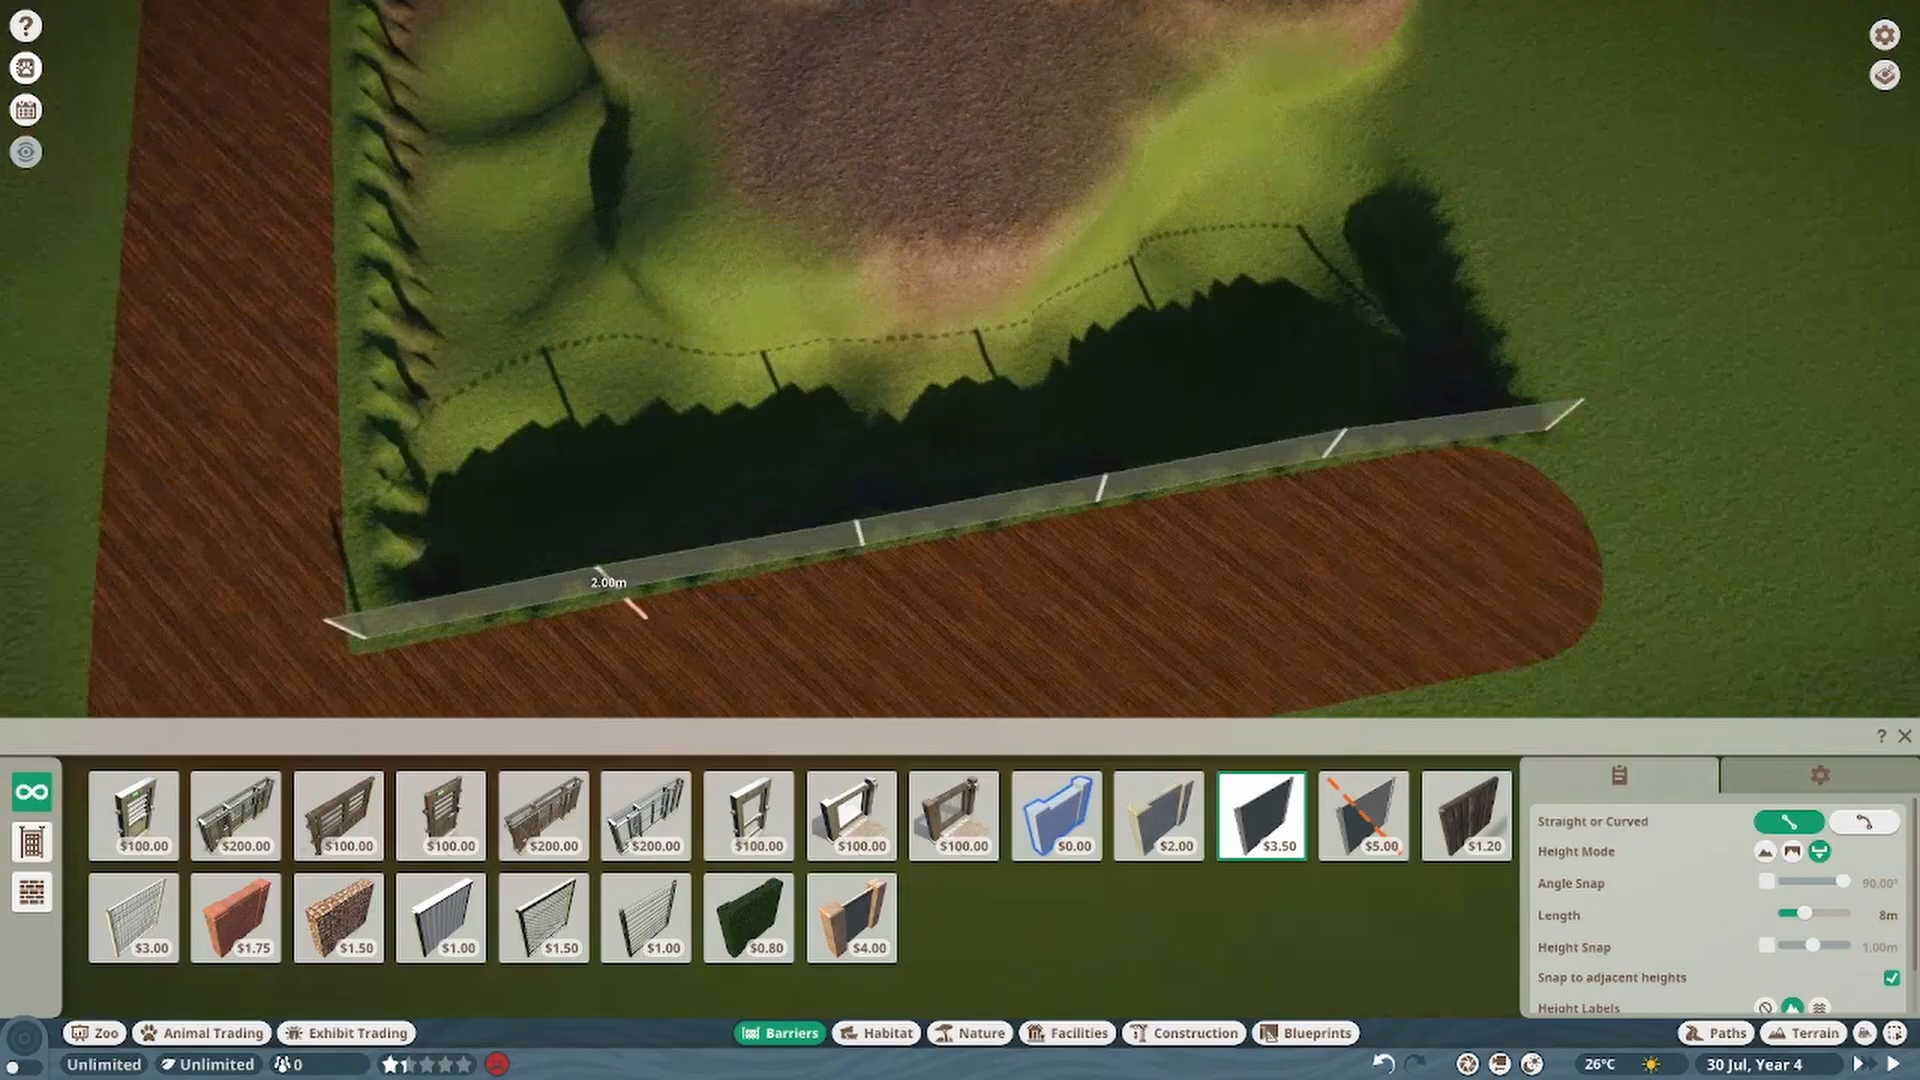 2.00m
?
$100.00 $200.00 $100.00 $100.00 $200.00 $200.00 $100.00 $100.00 $100.00 $0.00 $2.00 $3.50 $5.00 $1.20
$3.00 $1.75 $1.50 $1.00 $1.50 $1.00 $0.80 $4.00
Straight or Curved
Height Mode
Angle Snap 90.00°
Length 8m
Height Snap 1.00m
Snap to adjacent heights
Height Labels
Zoo Animal Trading Exhibit Trading Barriers Habitat Nature Facilities Construction Blueprints Paths Terrain
Unlimited Unlimited 0 26°C 30 Jul, Year 4